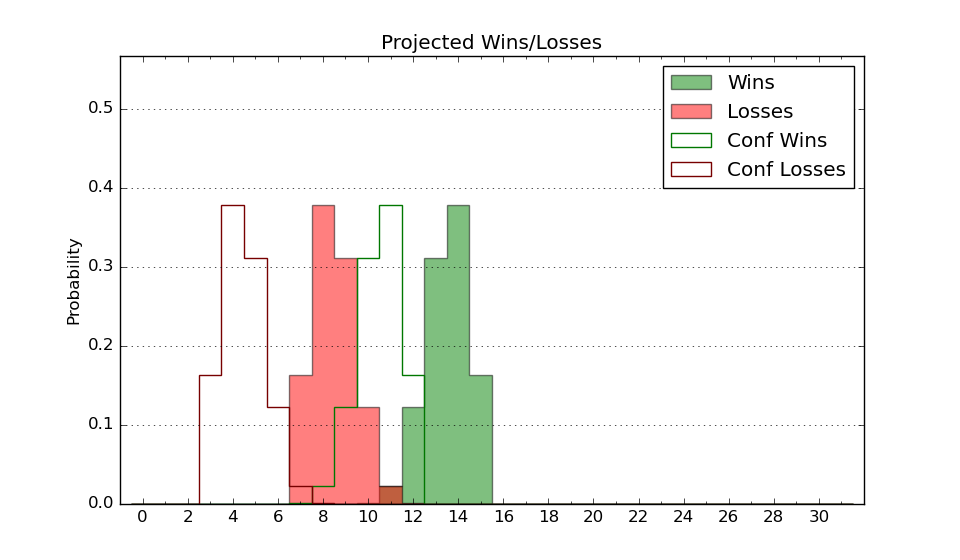 Projected Wins/Losses
Wins
Losses
Conf Wins
Conf Losses
Probability
0.5
0.4
0.3
0.2
0.1
0.0
0 2 4 6 8 10 12 14 16 18 20 22 24 26 28 30